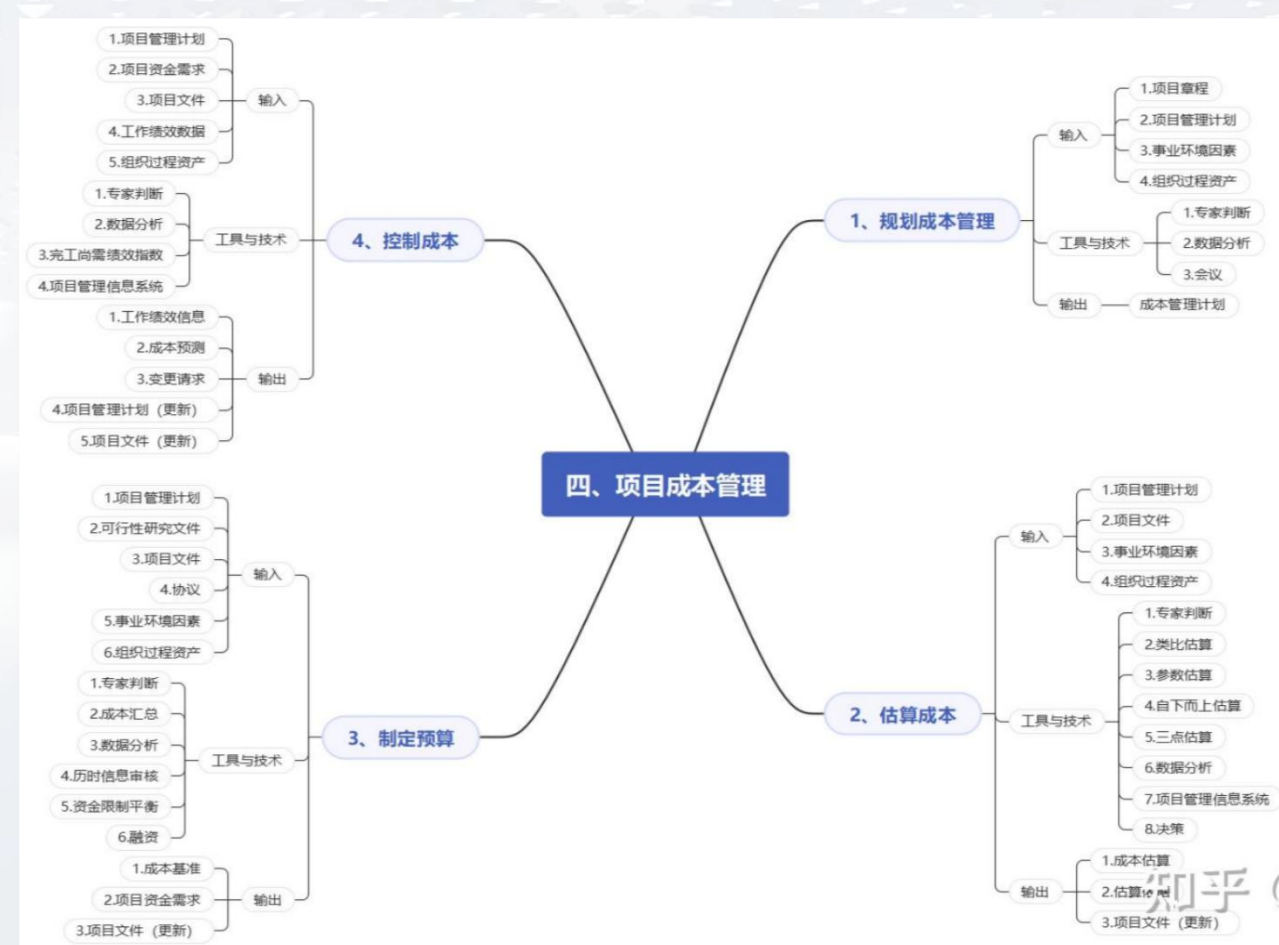 四、项目成本管理
1、规划成本管理
输入
1.项目章程
2.项目管理计划
3.事业环境因素
4.组织过程资产
工具与技术
1.专家判断
2.数据分析
3.会议
输出
成本管理计划
2、估算成本
输入
1.项目管理计划
2.项目文件
3.事业环境因素
4.组织过程资产
工具与技术
1.专家判断
2.类比估算
3.参数估算
4.自下而上估算
5.三点估算
6.数据分析
7.项目管理信息系统
8.决策
输出
1.成本估算
2.估算
3.项目文件（更新）
3、制定预算
输入
1.项目管理计划
2.可行性研究文件
3.项目文件
4.协议
5.事业环境因素
6.组织过程资产
工具与技术
1.专家判断
2.成本汇总
3.数据分析
4.历时信息审核
5.资金限制平衡
6.融资
输出
1.成本基准
2.项目资金需求
3.项目文件（更新）
4、控制成本
输入
1.项目管理计划
2.项目资金需求
3.项目文件
4.工作绩效数据
5.组织过程资产
工具与技术
1.专家判断
2.数据分析
3.完工尚需绩效指数
4.项目管理信息系统
输出
1.工作绩效信息
2.成本预测
3.变更请求
4.项目管理计划（更新）
5.项目文件（更新）
知乎 @